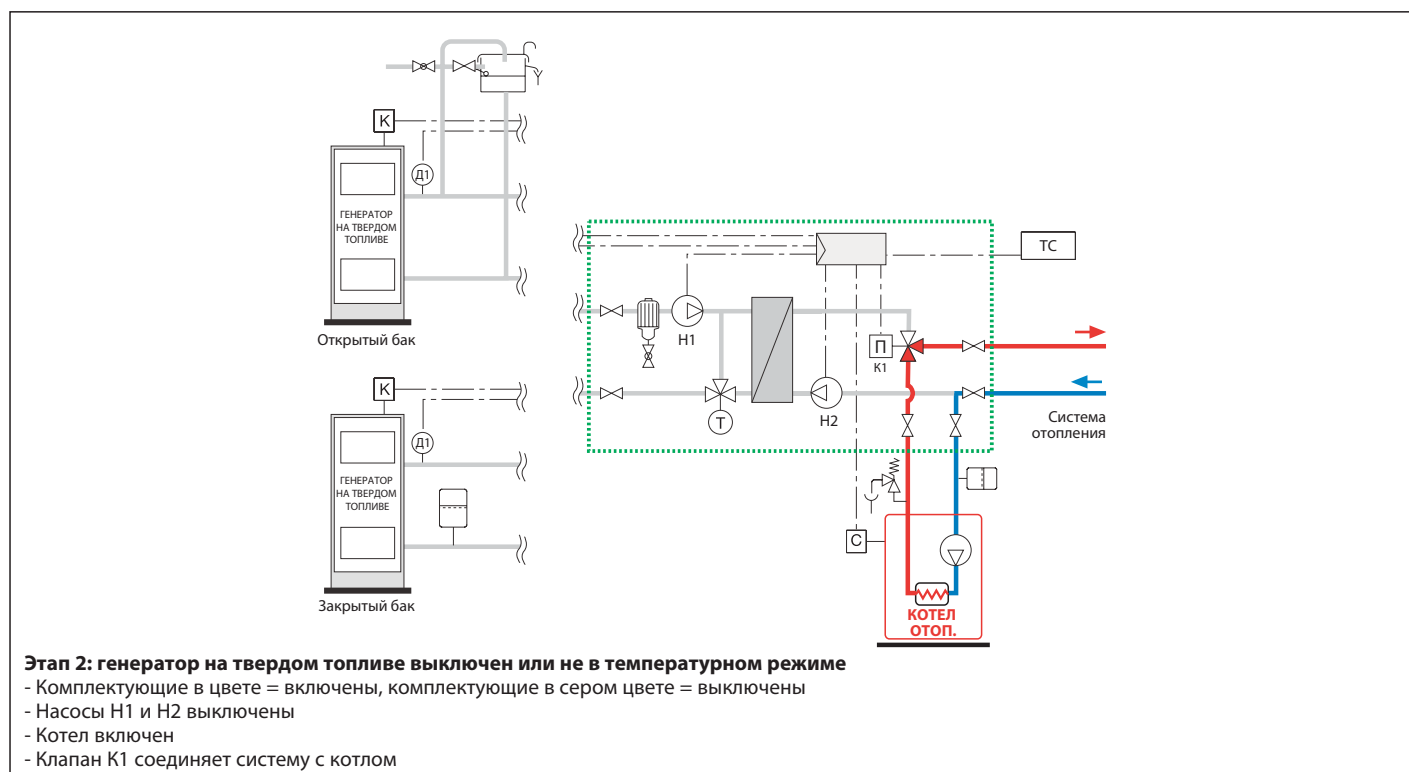 К
Д1
ГЕНЕРАТОР
НА ТВЕРДОМ
ТОПЛИВЕ
Открытый бак
К
Д1
ГЕНЕРАТОР
НА ТВЕРДОМ
ТОПЛИВЕ
Закрытый бак
ТС
Н1
П
К1
Т
Н2
Система
отопления
С
КОТЕЛ
ОТОП.
Этап 2: генератор на твердом топливе выключен или не в температурном режиме
- Комплектующие в цвете = включены, комплектующие в сером цвете = выключены
- Насосы Н1 и Н2 выключены
- Котел включен
- Клапан К1 соединяет систему с котлом